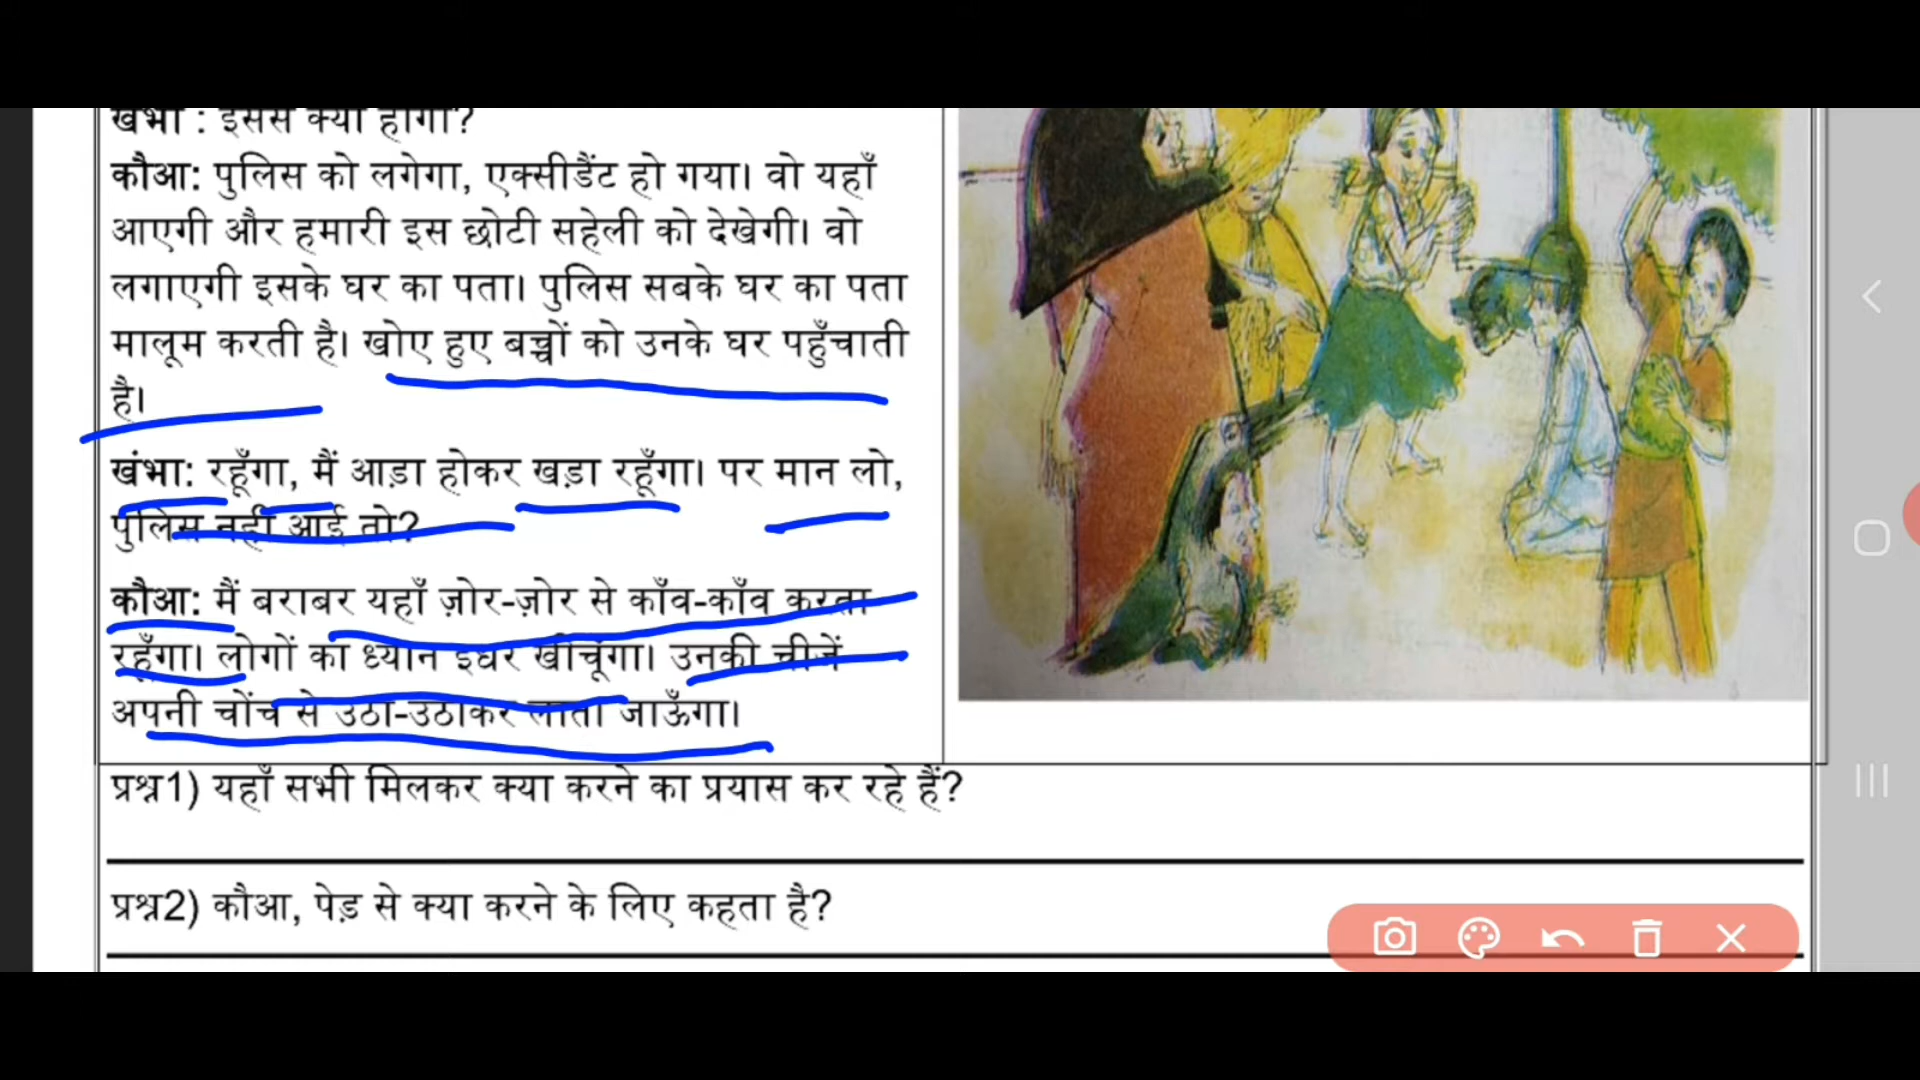 खंभा : इससे क्या होगा?
कौआ: पुलिस को लगेगा, एक्सीडैंट हो गया। वो यहाँ
आएगी और हमारी इस छोटी सहेली को देखेगी। वो
लगाएगी इसके घर का पता। पुलिस सबके घर का पता
मालूम करती है। खोए हुए बच्चों को उनके घर पहुँचाती
है।
खंभा: रहूँगा, मैं आड़ा होकर खड़ा रहूँगा। पर मान लो,
पुलिस नहीं आई तो?
कौआ: मैं बराबर यहाँ ज़ोर-ज़ोर से काँव-काँव करता
रहूँगा। लोगों का ध्यान इधर खींचूंगा। उनकी चीजें
अपनी चोंच से उठा-उठाकर लाता जाऊँगा।
प्रश्न1) यहाँ सभी मिलकर क्या करने का प्रयास कर रहे हैं?
प्रश्न2) कौआ, पेड़ से क्या करने के लिए कहता है?